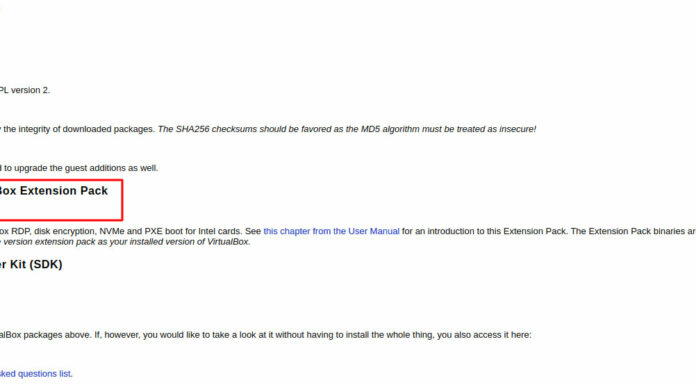 PL version 2.
the integrity of downloaded packages. The SHA256 checksums should be favored as the MD5 algorithm must be treated as insecure!
to upgrade the guest additions as well.
Box Extension Pack
ox RDP, disk encryption, NVMe and PXE boot for Intel cards. See this chapter from the User Manual for an introduction to this Extension Pack. The Extension Pack binaries ar
version extension pack as your installed version of VirtualBox.
er Kit (SDK)
alBox packages above. If, however, you would like to take a look at it without having to install the whole thing, you also access it here:
sked questions list.